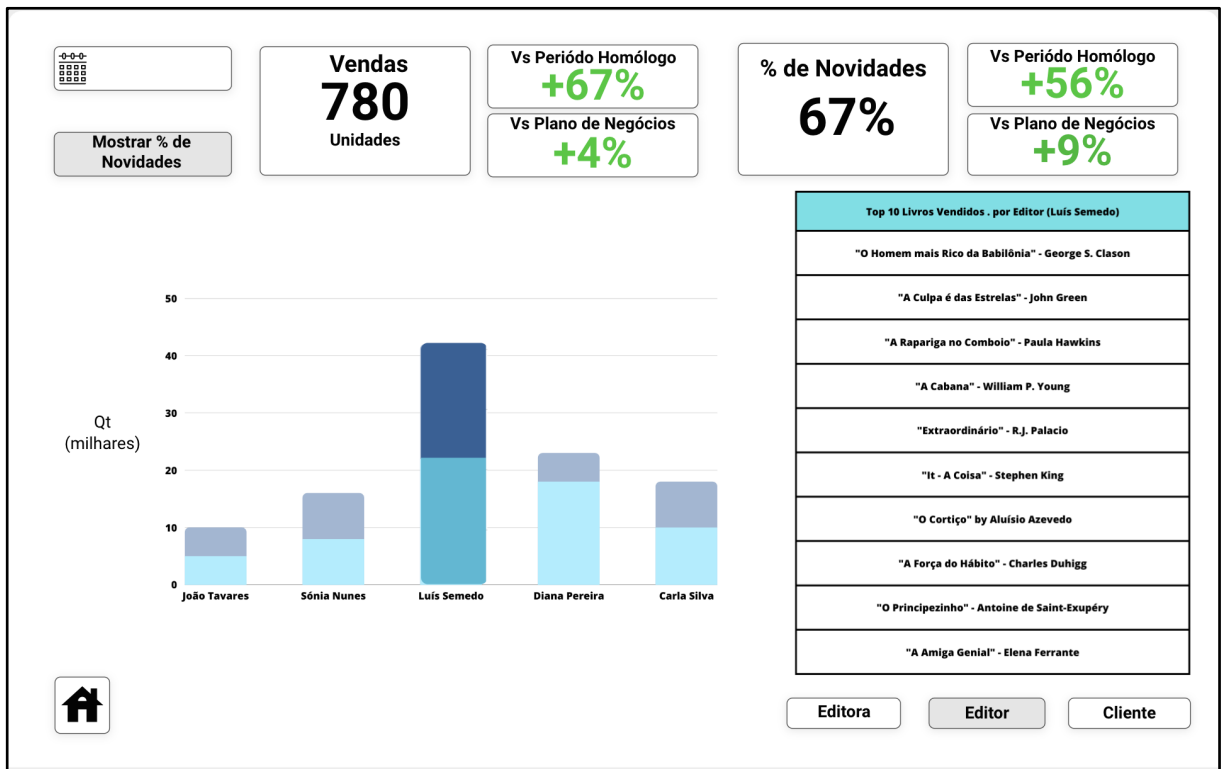 Vendas
780
Unidades
Vs Periódo Homólogo
+67%
Vs Plano de Negócios
+4%
% de Novidades
67%
Vs Periódo Homólogo
+56%
Vs Plano de Negócios
+9%
Mostrar % de
Novidades
Qt
(milhares)
50
40
30
20
10
0
João Tavares
Sónia Nunes
Luís Semedo
Diana Pereira
Carla Silva
Top 10 Livros Vendidos . por Editor (Luís Semedo)
"O Homem mais Rico da Babilônia" - George S. Clason
"A Culpa é das Estrelas" - John Green
"A Rapariga no Comboio" - Paula Hawkins
"A Cabana" - William P. Young
"Extraordinário" - R.J. Palacio
"It - A Coisa" - Stephen King
"O Cortiço" by Aluísio Azevedo
"A Força do Hábito" - Charles Duhigg
"O Principezinho" - Antoine de Saint-Exupéry
"A Amiga Genial" - Elena Ferrante
Editora
Editor
Cliente